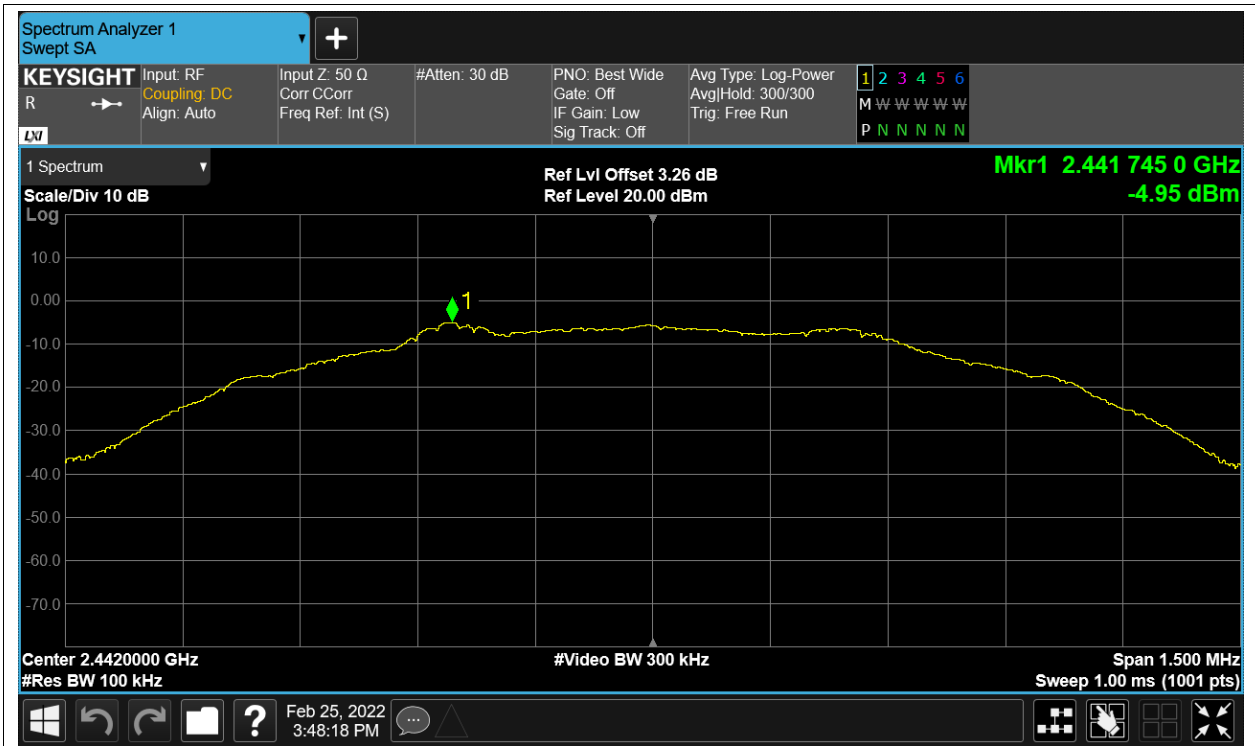 Spectrum Analyzer 1
Swept SA
KEYSIGHT
R
LXI
Input: RF
Coupling: DC
Align: Auto
Input Z: 50 Ω
Corr CCorr
Freq Ref: Int (S)
#Atten: 30 dB
PNO: Best Wide
Gate: Off
IF Gain: Low
Sig Track: Off
Avg Type: Log-Power
Avg|Hold: 300/300
Trig: Free Run
1 2 3 4 5 6
M W W W W W W
P N N N N N N
1 Spectrum
Scale/Div 10 dB
Log
Ref Lvl Offset 3.26 dB
Ref Level 20.00 dBm
Mkr1 2.441 745 0 GHz
-4.95 dBm
10.0
0.00
-10.0
-20.0
-30.0
-40.0
-50.0
-60.0
-70.0
1
Center 2.4420000 GHz
#Res BW 100 kHz
#Video BW 300 kHz
Span 1.500 MHz
Sweep 1.00 ms (1001 pts)
?
Feb 25, 2022
3:48:18 PM